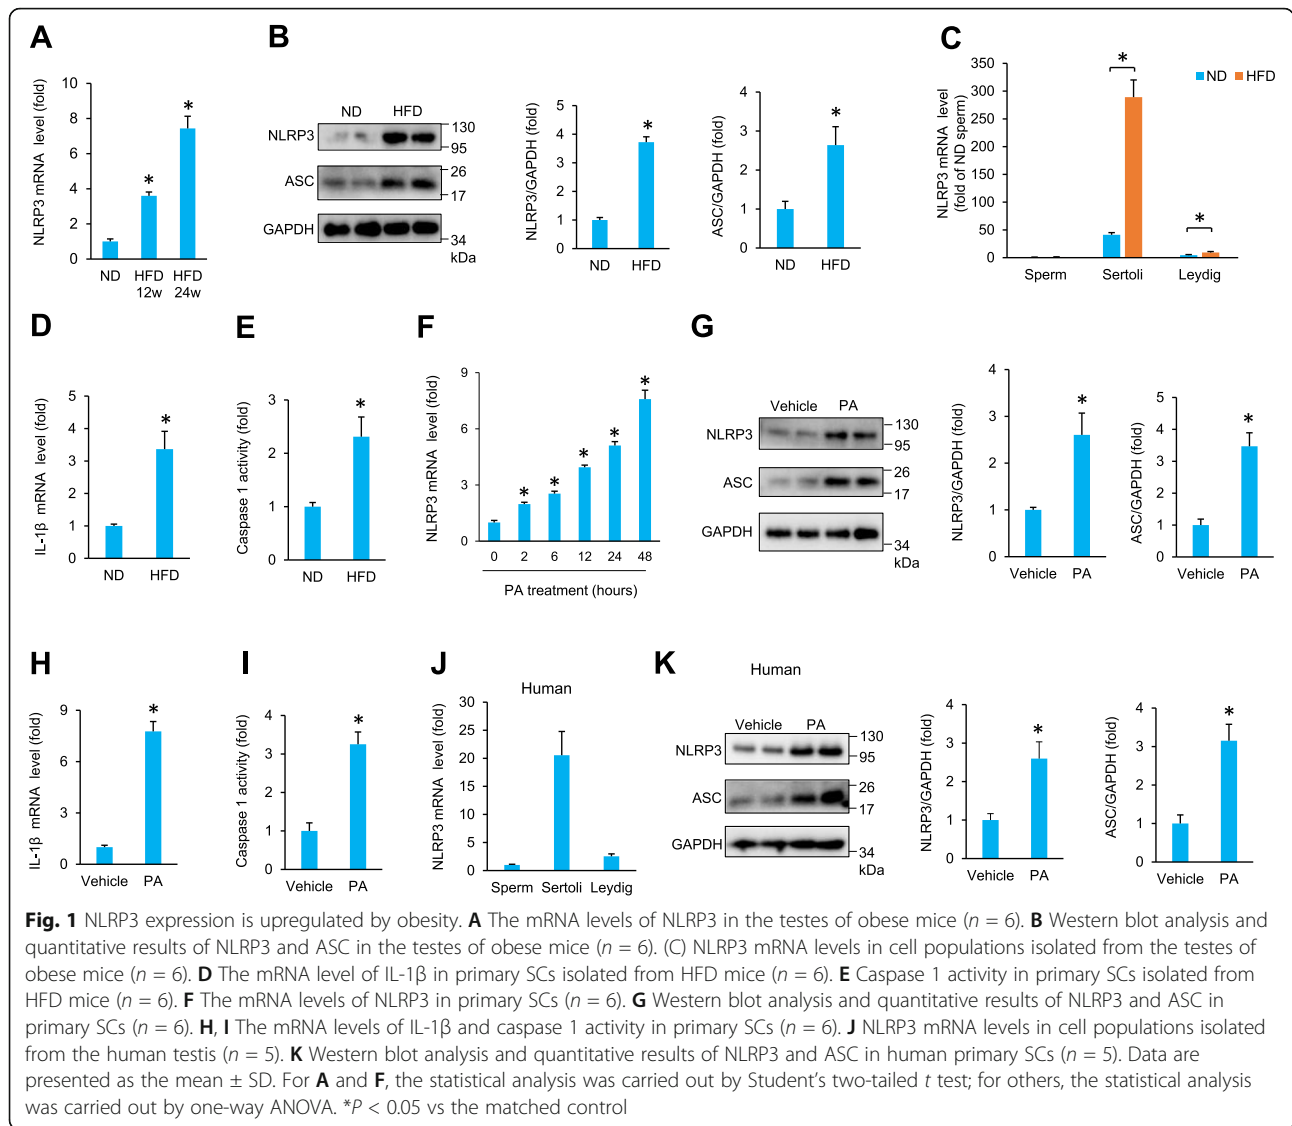 A
NLRP3 mRNA level (fold)
10
8
6
4
2
0
*
*
ND
HFD
12w
HFD
24w
B
ND
HFD
NLRP3
130
95
ASC
26
17
GAPDH
34
kDa
NLRP3/GAPDH (fold)
5
4
3
2
1
0
*
ND
HFD
ASC/GAPDH (fold)
4
3
2
1
0
*
ND
HFD
C
NLRP3 mRNA level
(fold of ND sperm)
350
300
250
200
150
100
50
0
*
*
ND
HFD
Sperm
Sertoli
Leydig
D
IL-1β mRNA level (fold)
5
4
3
2
1
0
*
ND
HFD
E
Caspase 1 activity (fold)
3
2
1
0
*
ND
HFD
F
NLRP3 mRNA level (fold)
9
6
3
0
*
*
*
*
*
0
2
6
12
24
48
PA treatment (hours)
G
Vehicle
PA
NLRP3
130
95
ASC
26
17
GAPDH
34
kDa
NLRP3/GAPDH (fold)
4
3
2
1
0
*
Vehicle
PA
ASC/GAPDH (fold)
5
4
3
2
1
0
*
Vehicle
PA
H
IL-1β mRNA level (fold)
9
6
3
0
*
Vehicle
PA
I
Caspase 1 activity (fold)
4
3
2
1
0
*
Vehicle
PA
J
Human
NLRP3 mRNA level (fold)
30
25
20
15
10
5
0
Sperm
Sertoli
Leydig
K
Human
Vehicle
PA
NLRP3
130
95
ASC
26
17
GAPDH
34
kDa
NLRP3/GAPDH (fold)
4
3
2
1
0
*
Vehicle
PA
ASC/GAPDH (fold)
4
3
2
1
0
*
Vehicle
PA
Fig. 1 NLRP3 expression is upregulated by obesity. A The mRNA levels of NLRP3 in the testes of obese mice (n = 6). B Western blot analysis and
quantitative results of NLRP3 and ASC in the testes of obese mice (n = 6). (C) NLRP3 mRNA levels in cell populations isolated from the testes of
obese mice (n = 6). D The mRNA level of IL-1β in primary SCs isolated from HFD mice (n = 6). E Caspase 1 activity in primary SCs isolated from
HFD mice (n = 6). F The mRNA levels of NLRP3 in primary SCs (n = 6). G Western blot analysis and quantitative results of NLRP3 and ASC in
primary SCs (n = 6). H, I The mRNA levels of IL-1β and caspase 1 activity in primary SCs (n = 6). J NLRP3 mRNA levels in cell populations isolated
from the human testis (n = 5). K Western blot analysis and quantitative results of NLRP3 and ASC in human primary SCs (n = 5). Data are
presented as the mean ± SD. For A and F, the statistical analysis was carried out by Student's two-tailed t test; for others, the statistical analysis
was carried out by one-way ANOVA. *P < 0.05 vs the matched control